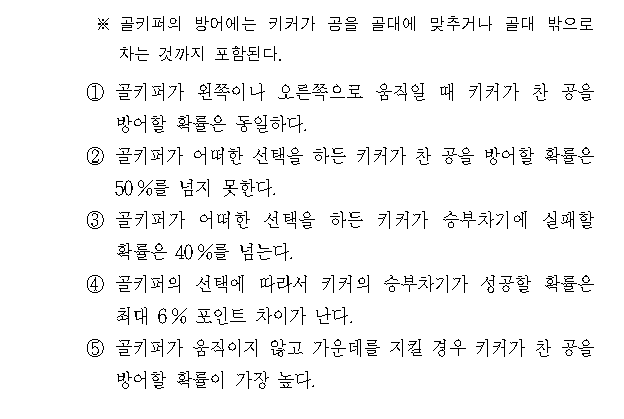 ※ 골키퍼의 방어에는 키커가 공을 골대에 맞추거나 골대 밖으로
차는 것까지 포함된다.
① 골키퍼가 왼쪽이나 오른쪽으로 움직일 때 키커가 찬 공을
방어할 확률은 동일하다.
② 골키퍼가 어떠한 선택을 하든 키커가 찬 공을 방어할 확률은
50%를 넘지 못한다.
③ 골키퍼가 어떠한 선택을 하든 키커가 승부차기에 실패할
확률은 40%를 넘는다.
④ 골키퍼의 선택에 따라서 키커의 승부차기가 성공할 확률은
최대 6% 포인트 차이가 난다.
⑤ 골키퍼가 움직이지 않고 가운데를 지킬 경우 키커가 찬 공을
방어할 확률이 가장 높다.